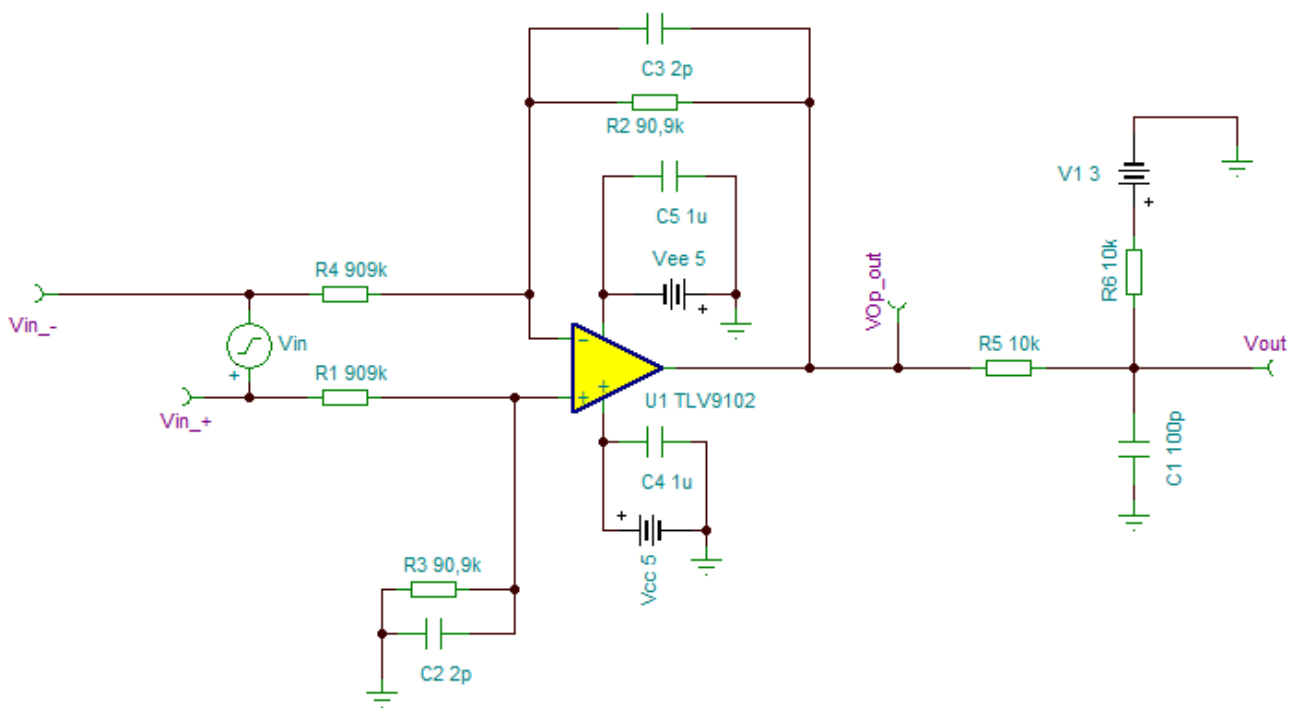 C3 2p
R2 90,9k
V1 3
+
C5 1u
R4 909k
Vee 5
+
VOp_out
R6 10k
Vin_-
Vin
+
R5 10k
Vout
R1 909k
-
+
+
U1 TLV9102
Vin_+
C1 100p
C4 1u
+
Vcc 5
R3 90,9k
C2 2p